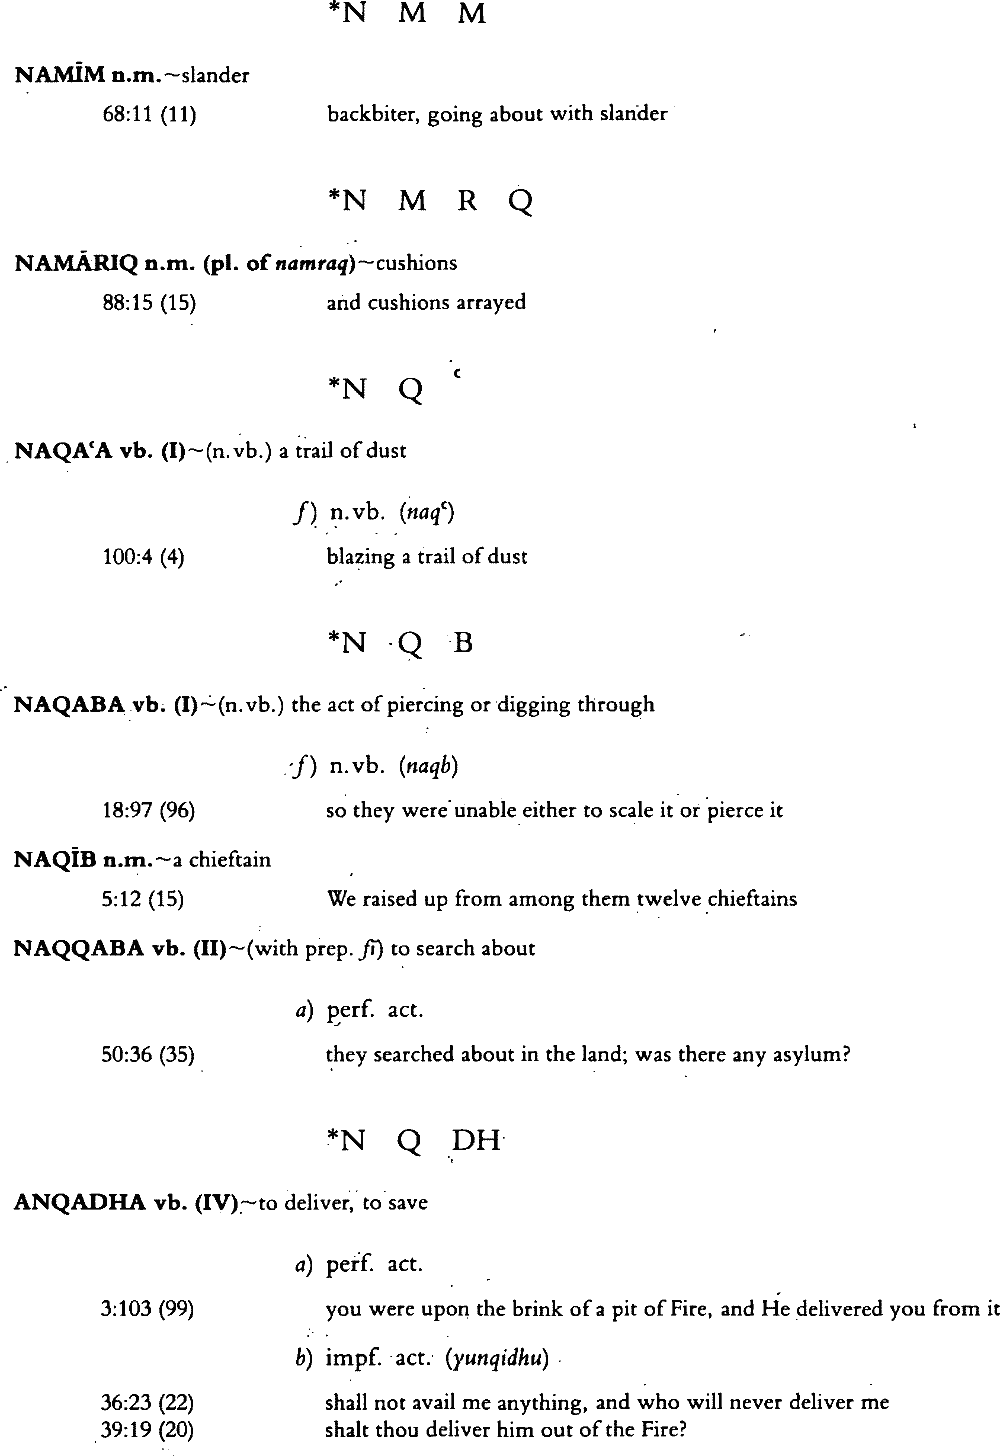 *N M M
NAMĪM n.m.~slander
68:11 (11) backbiter, going about with slander
*N M R Q
NAMĀRIQ n.m. (pl. of namraq)~cushions
88:15 (15) and cushions arrayed
*N Q ʿ
NAQAʿA vb. (I)~(n.vb.) a trail of dust
f) n.vb. (naqʿ)
100:4 (4) blazing a trail of dust
*N Q B
NAQABA vb. (I)~(n.vb.) the act of piercing or digging through
f) n.vb. (naqb)
18:97 (96) so they were unable either to scale it or pierce it
NAQĪB n.m.~a chieftain
5:12 (15) We raised up from among them twelve chieftains
NAQQABA vb. (II)~(with prep. fī) to search about
a) perf. act.
50:36 (35) they searched about in the land; was there any asylum?
*N Q DH
ANQADHA vb. (IV)~to deliver, to save
a) perf. act.
3:103 (99) you were upon the brink of a pit of Fire, and He delivered you from it
b) impf. act. (yunqidhu)
36:23 (22) shall not avail me anything, and who will never deliver me
39:19 (20) shalt thou deliver him out of the Fire?